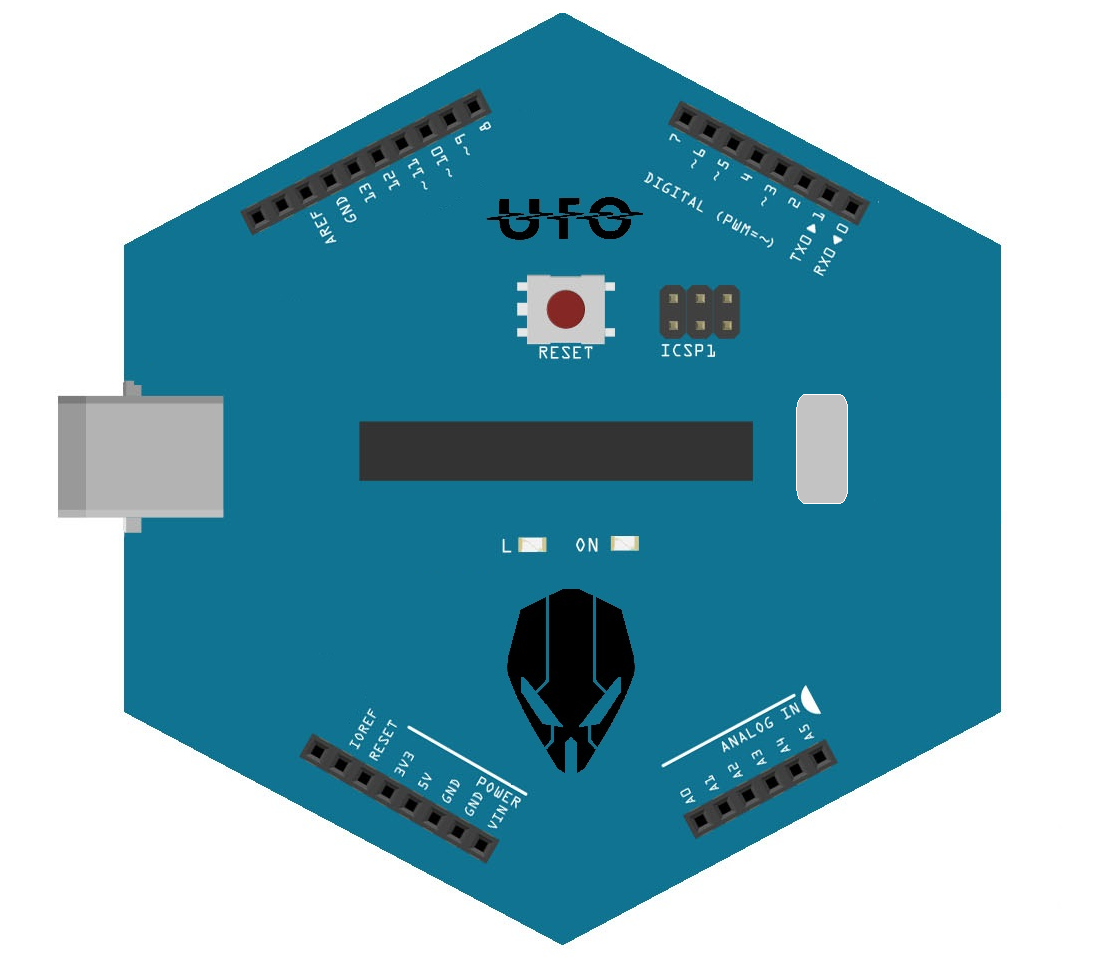 AREF
GND
13
12
~11
~10
~9
8
7
~6
~5
4
~3
2
TX0▶1
RX0◀0
DIGITAL (PWM=~)
UFO
RESET
ICSP1
L
ON
IOREF
RESET
3V3
5V
GND
GND
VIN
POWER
ANALOG IN
A0
A1
A2
A3
A4
A5